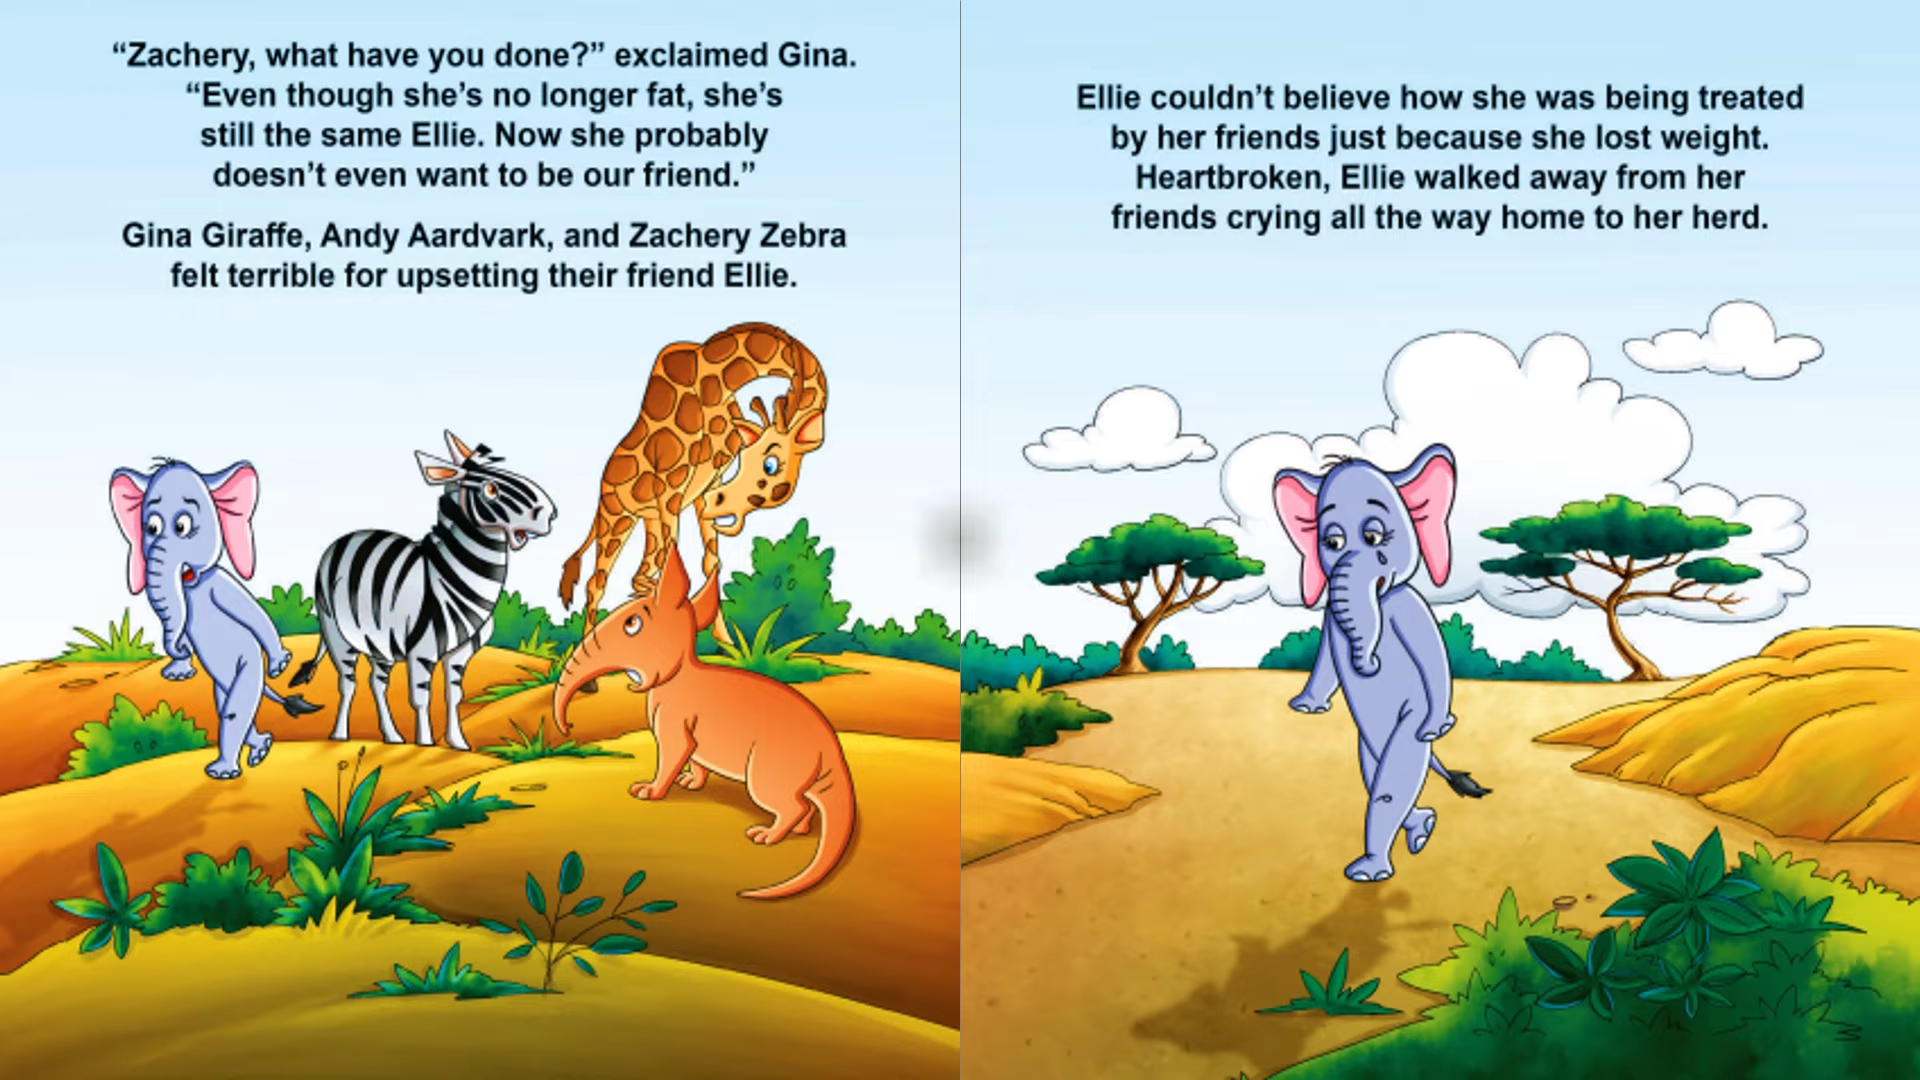 “Zachery, what have you done?” exclaimed Gina.
“Even though she’s no longer fat, she’s
still the same Ellie. Now she probably
doesn’t even want to be our friend.”
Gina Giraffe, Andy Aardvark, and Zachery Zebra
felt terrible for upsetting their friend Ellie.
Ellie couldn’t believe how she was being treated
by her friends just because she lost weight.
Heartbroken, Ellie walked away from her
friends crying all the way home to her herd.